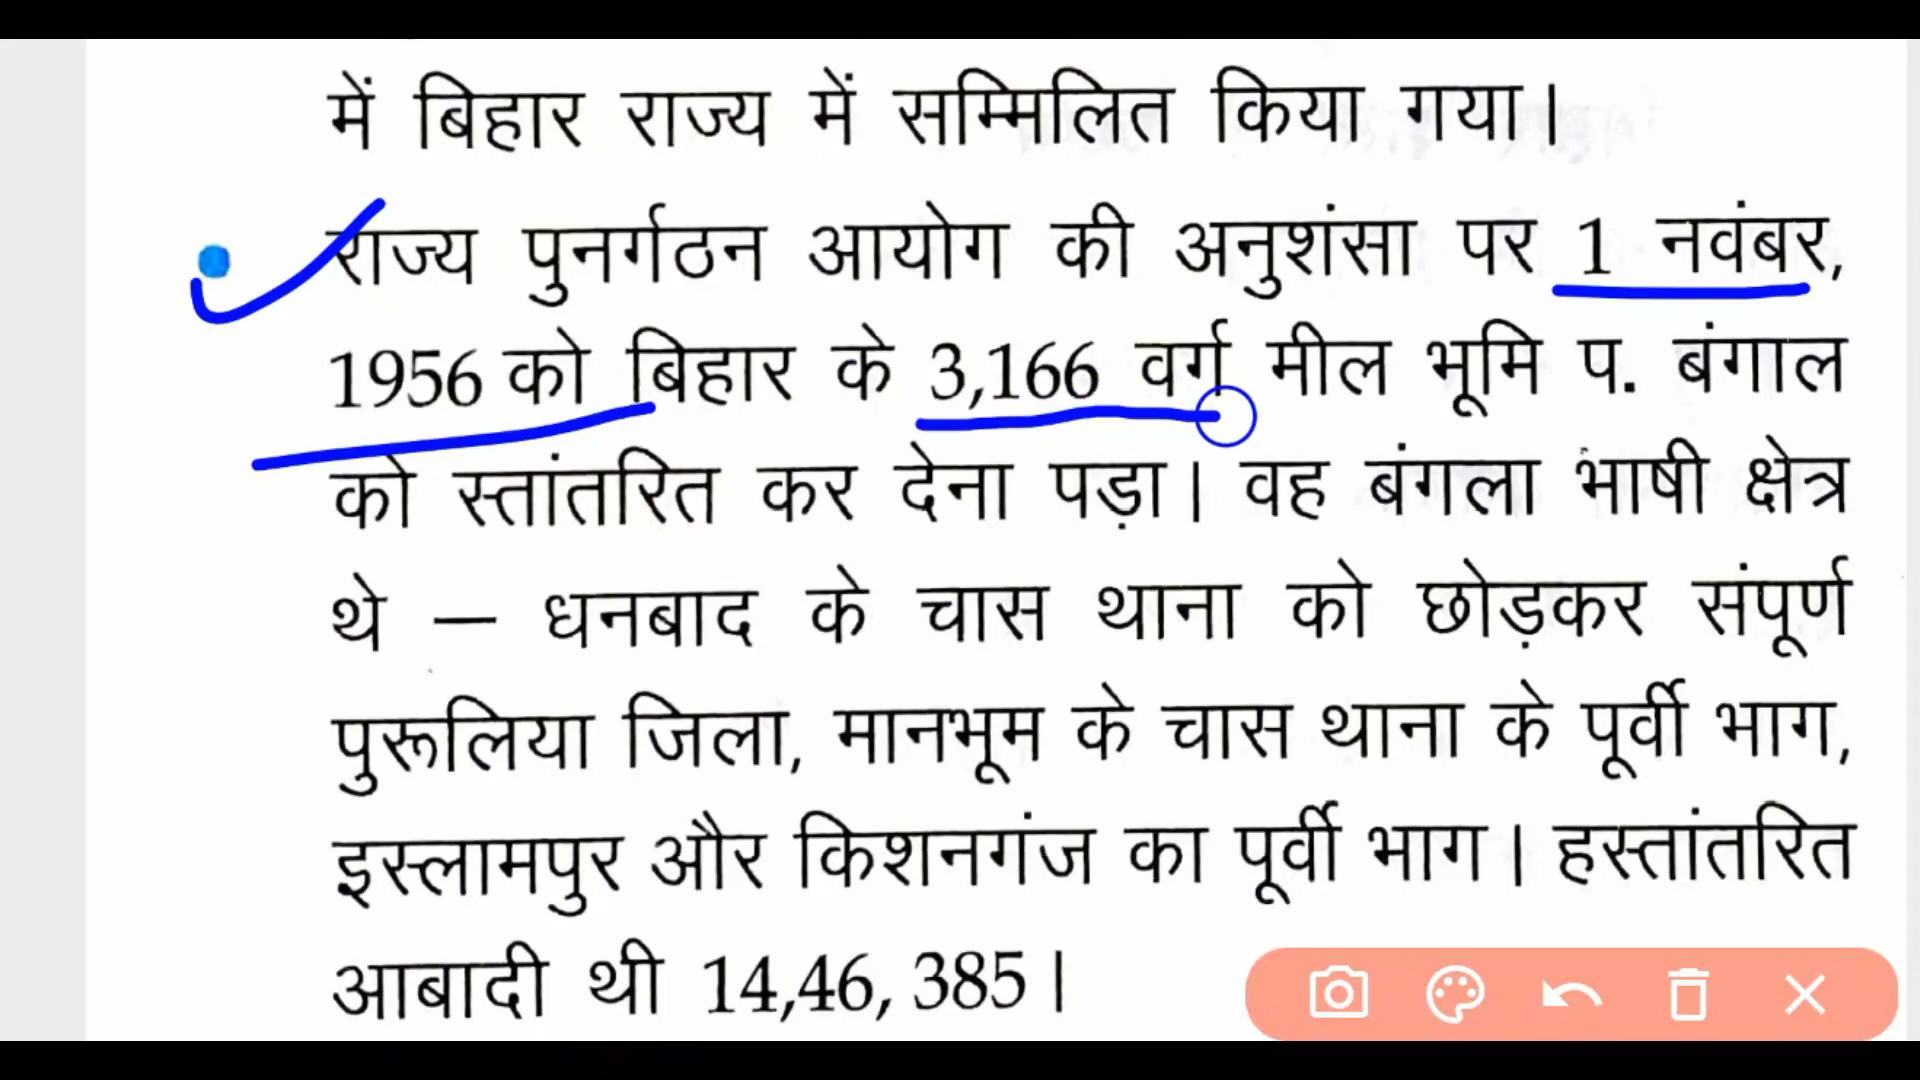 में बिहार राज्य में सम्मिलित किया गया।
राज्य पुनर्गठन आयोग की अनुशंसा पर 1 नवंबर,
1956 को बिहार के 3,166 वर्ग मील भूमि प. बंगाल
को स्तांतरित कर देना पड़ा। वह बंगला भाषी क्षेत्र
थे – धनबाद के चास थाना को छोड़कर संपूर्ण
पुरूलिया जिला, मानभूम के चास थाना के पूर्वी भाग,
इस्लामपुर और किशनगंज का पूर्वी भाग। हस्तांतरित
आबादी थी 14,46, 385।